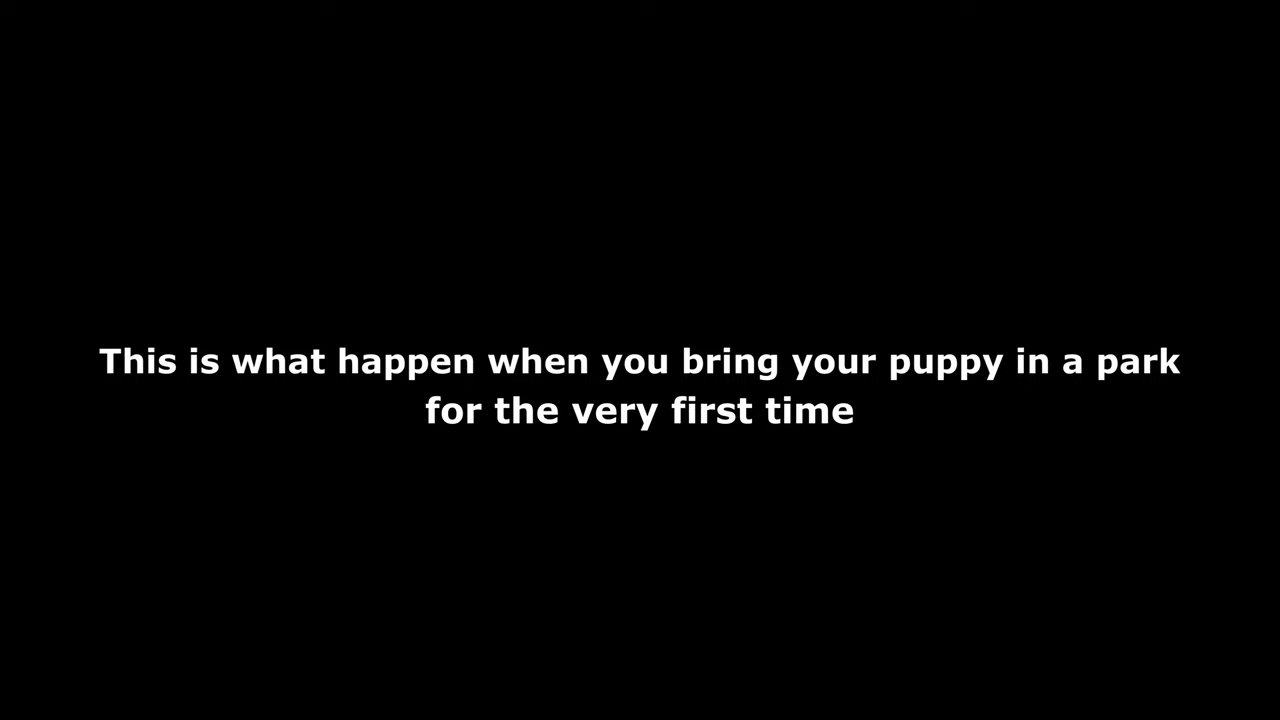 This is what happen when you bring your puppy in a park
for the very first time